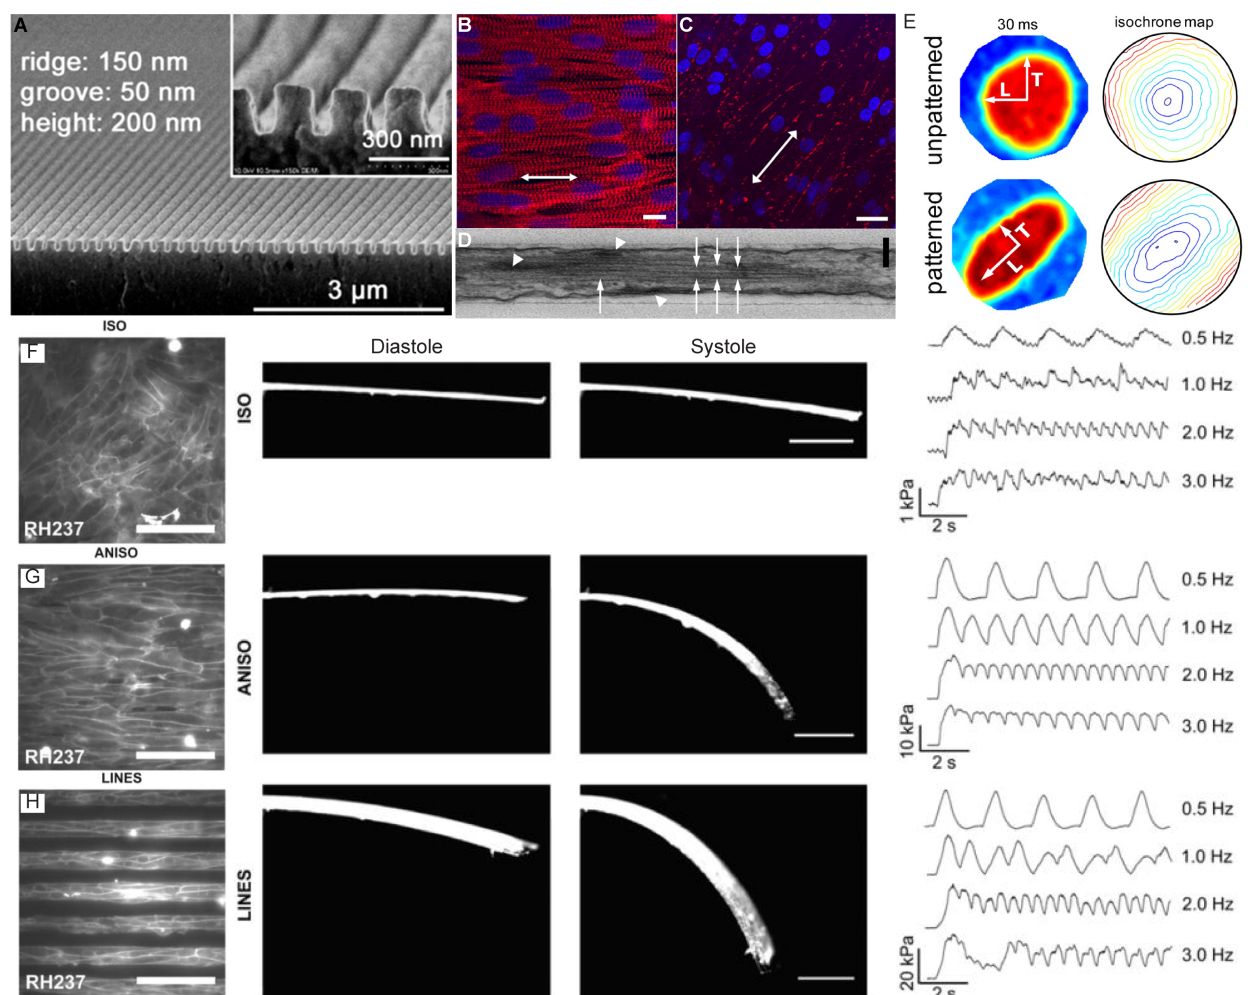 A
ridge: 150 nm
groove: 50 nm
height: 200 nm
300 nm
3 µm
B
C
D
E
30 ms
isochrone map
unpatterned
L
T
patterned
T
L
ISO
F
RH237
Diastole
Systole
ISO
0.5 Hz
1.0 Hz
2.0 Hz
3.0 Hz
1 kPa
2 s
ANISO
G
RH237
ANISO
0.5 Hz
1.0 Hz
2.0 Hz
3.0 Hz
10 kPa
2 s
LINES
H
RH237
LINES
0.5 Hz
1.0 Hz
2.0 Hz
3.0 Hz
20 kPa
2 s